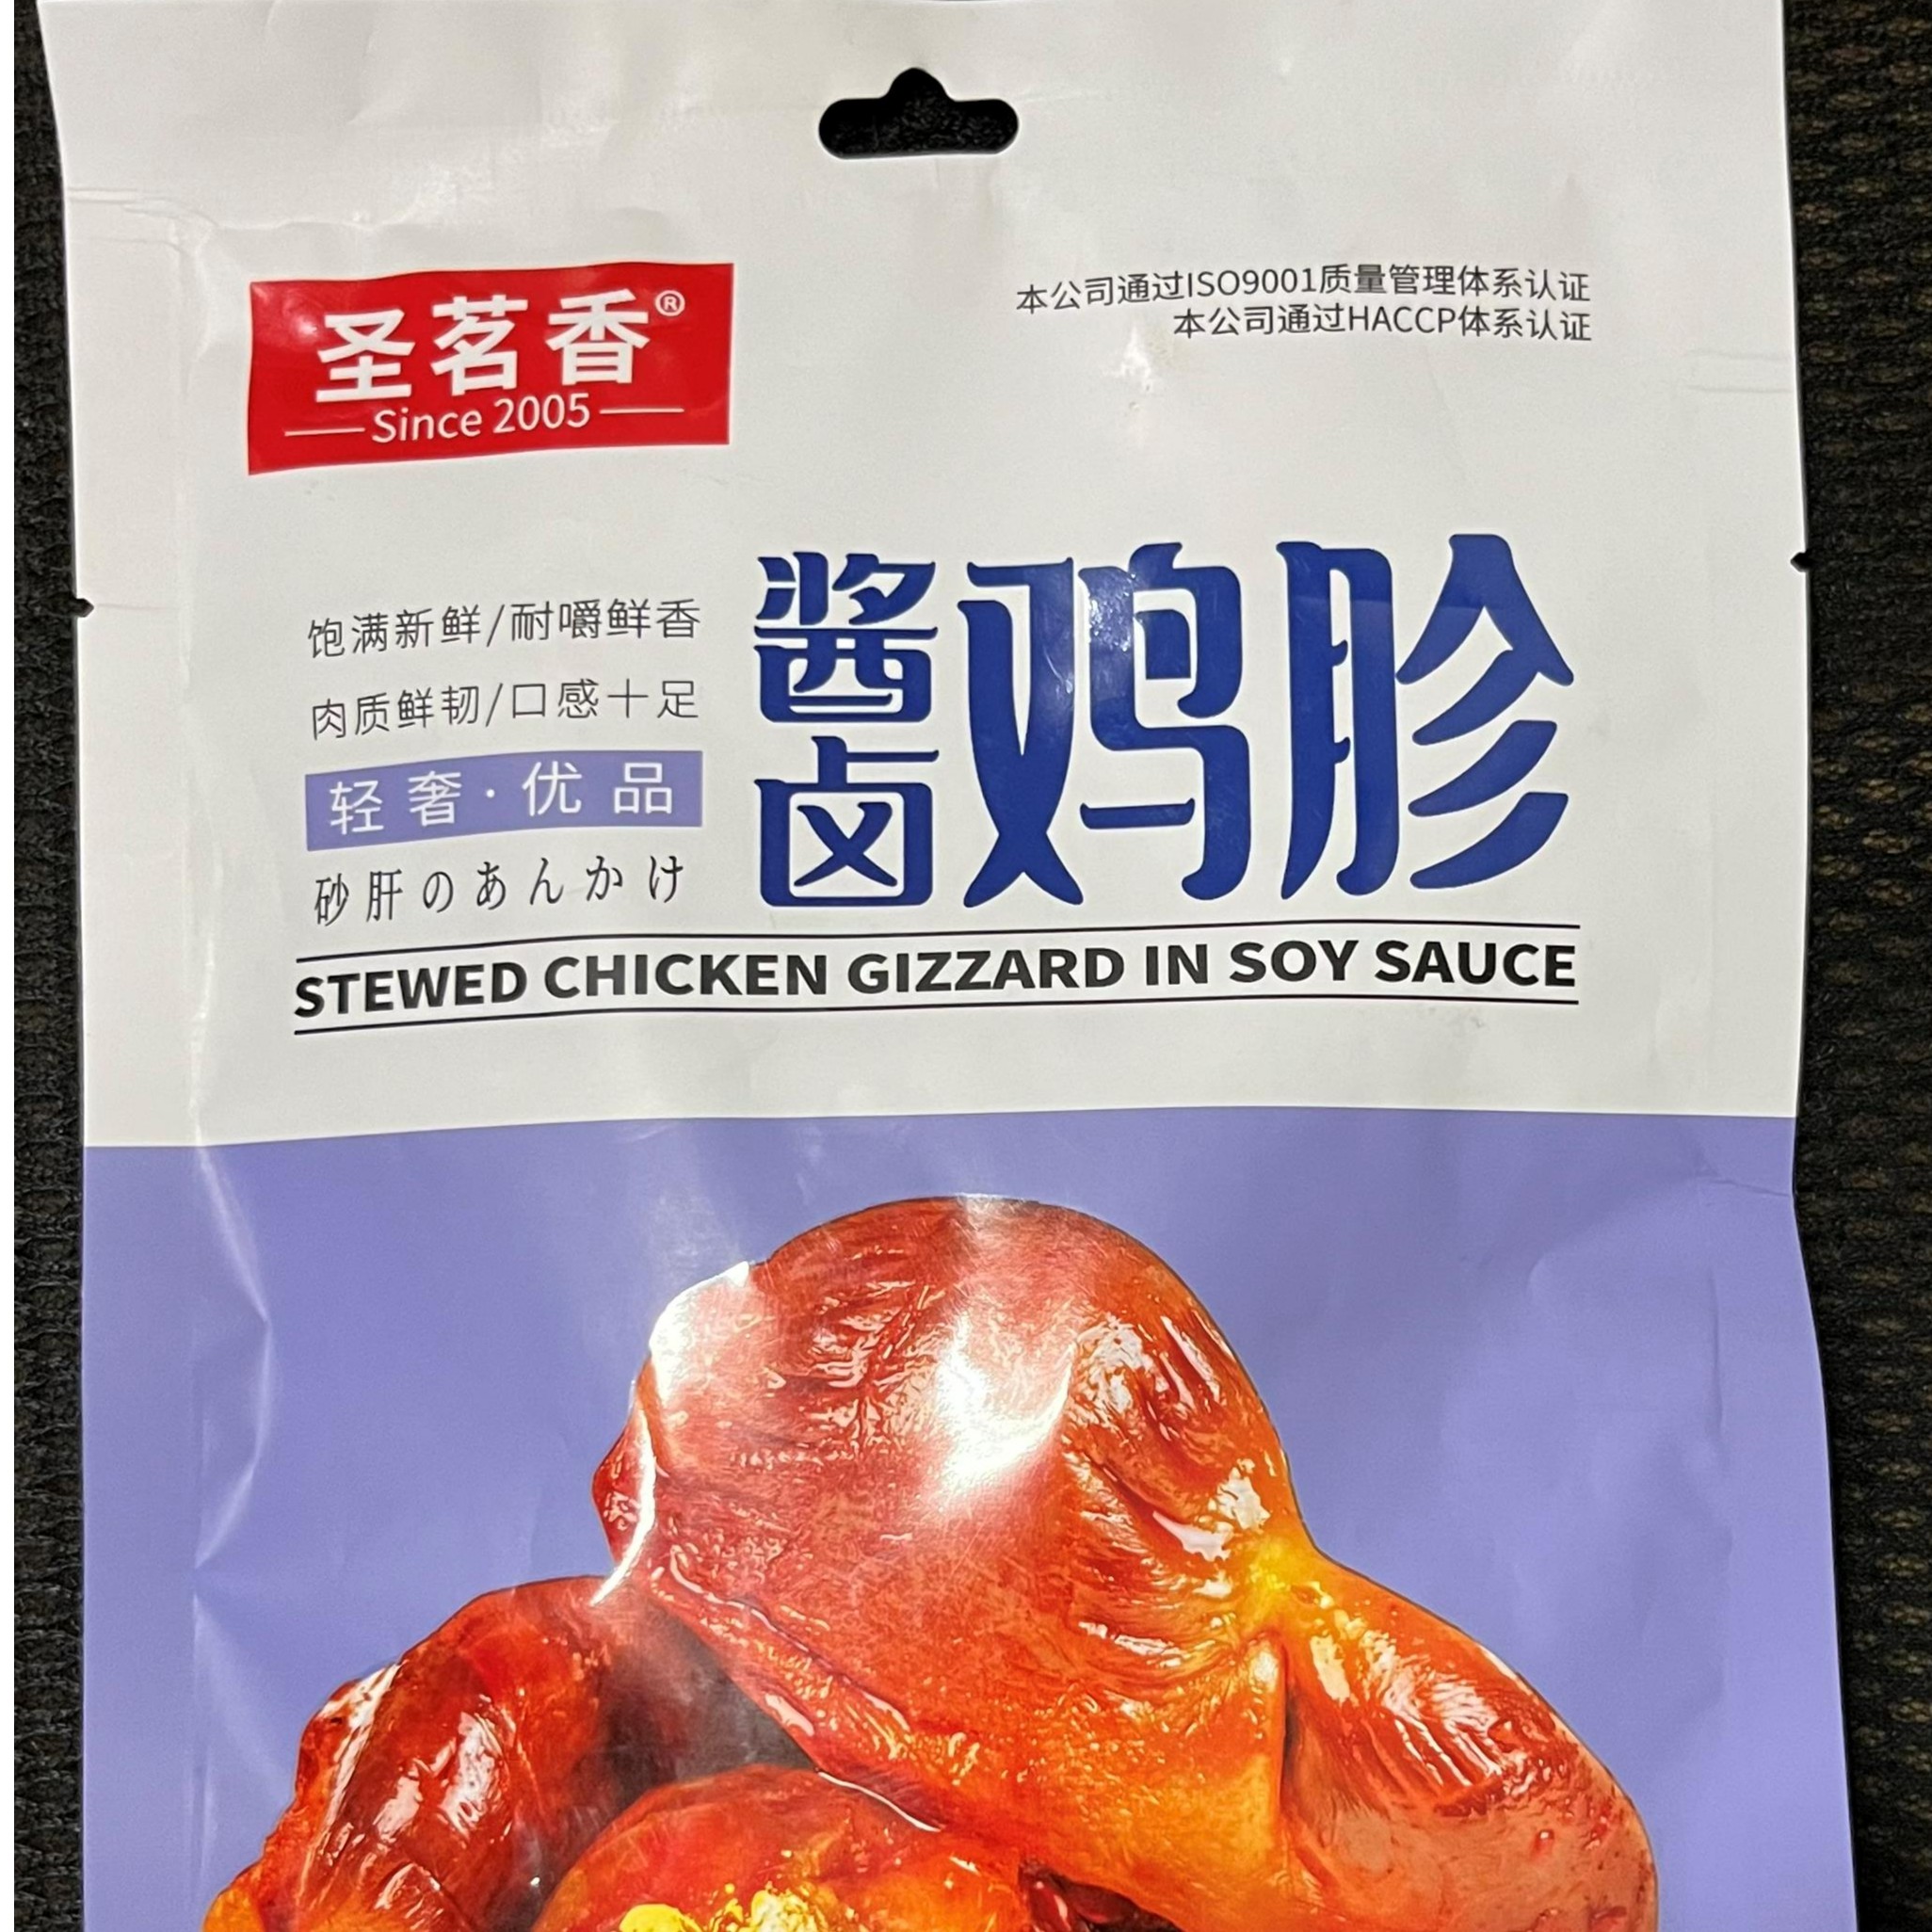 圣茗香®
Since 2005
本公司通过ISO9001质量管理体系认证
本公司通过HACCP体系认证
饱满新鲜/耐嚼鲜香
肉质鲜韧/口感十足
轻奢·优品
砂肝のあんかけ
酱卤鸡胗
STEWED CHICKEN GIZZARD IN SOY SAUCE